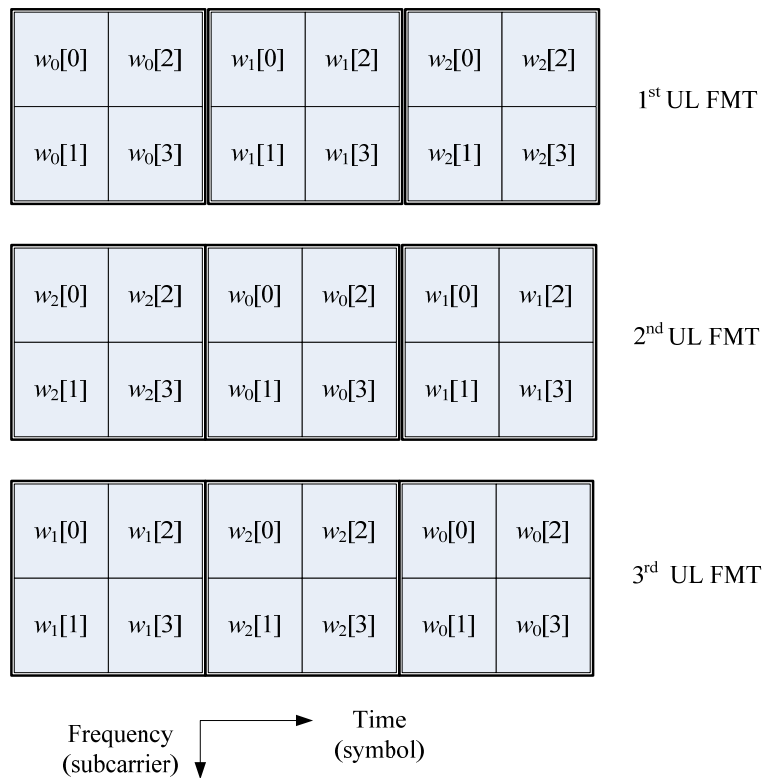 w₀[0] w₀[2] w₁[0] w₁[2] w₂[0] w₂[2]
1st UL FMT
w₀[1] w₀[3] w₁[1] w₁[3] w₂[1] w₂[3]
w₂[0] w₂[2] w₀[0] w₀[2] w₁[0] w₁[2]
2nd UL FMT
w₂[1] w₂[3] w₀[1] w₀[3] w₁[1] w₁[3]
w₁[0] w₁[2] w₂[0] w₂[2] w₀[0] w₀[2]
3rd UL FMT
w₁[1] w₁[3] w₂[1] w₂[3] w₀[1] w₀[3]
Frequency
(subcarrier)
Time
(symbol)